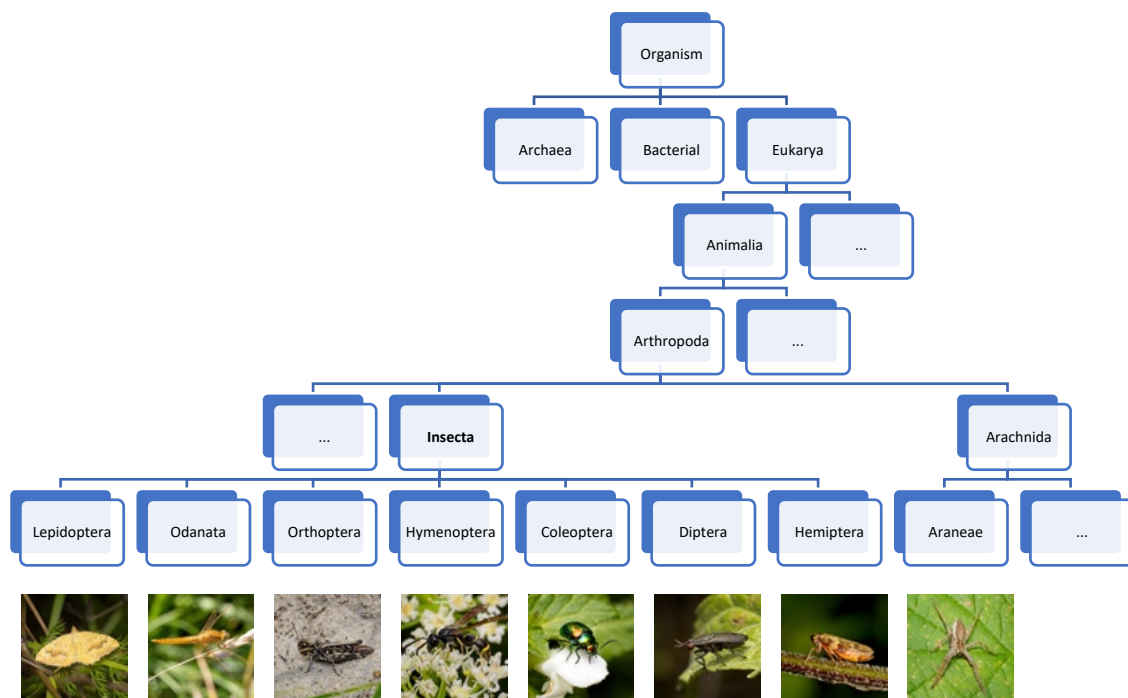 Organism
Archaea
Bacterial
Eukarya
Animalia
...
Arthropoda
...
...
Insecta
Arachnida
Lepidoptera
Odanata
Orthoptera
Hymenoptera
Coleoptera
Diptera
Hemiptera
Araneae
...